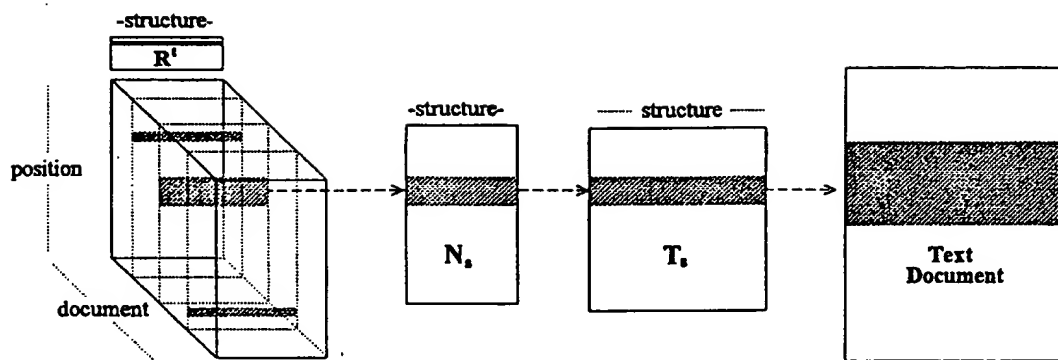 -structure-
R^t
position
document
-structure-
N_s
structure
T_s
Text
Document